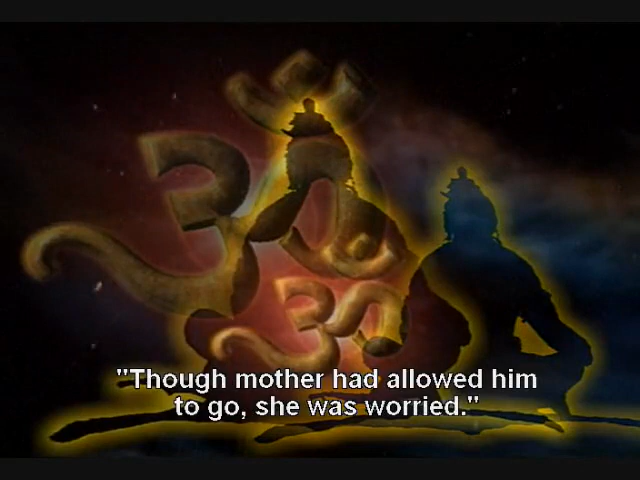 ॐ
ॐ
"Though mother had allowed him
to go, she was worried."